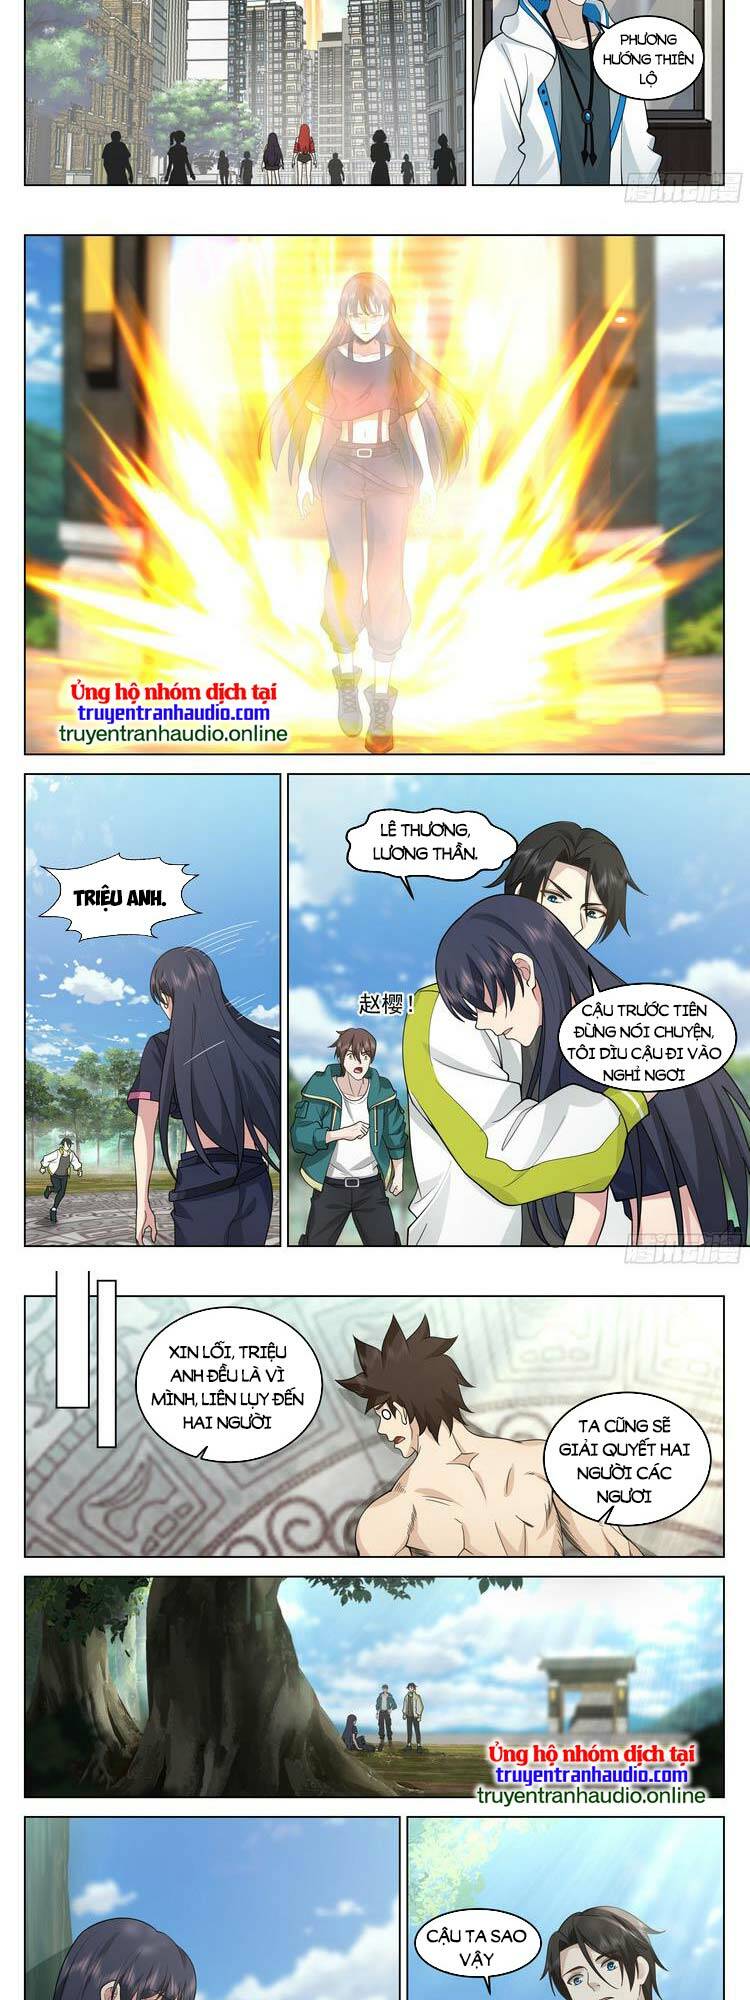 PHƯƠNG
HƯỚNG THIÊN
LỘ
Ủng hộ nhóm dịch tại
truyentranhaudio.com
truyentranhaudio.online
TRIỆU ANH.
LÊ THƯƠNG,
LƯƠNG THẦN.
赵樱！
CẬU TRƯỚC TIÊN
ĐỪNG NÓI CHUYỆN,
TÔI DÌU CẬU ĐI VÀO
NGHỈ NGƠI
XIN LỐI, TRIỆU
ANH ĐỀU LÀ VÌ
MÌNH, LIÊN LỤY ĐẾN
HAI NGƯỜI
TA CŨNG SẼ
GIẢI QUYẾT HAI
NGƯỜI CÁC
NGƯƠI
Ủng hộ nhóm dịch tại
truyentranhaudio.com
truyentranhaudio.online
CẬU TA SAO
VẬY